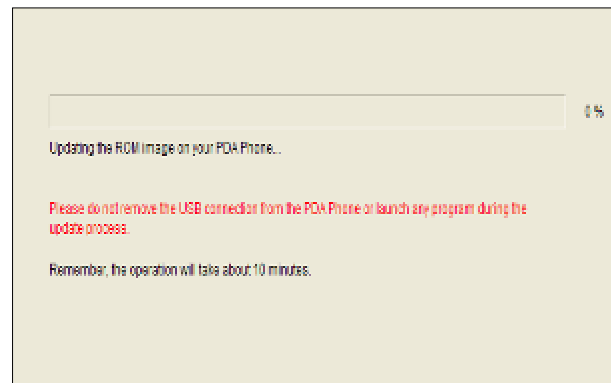 0 %
Updating the ROM image on your PDA Phone...
Please do not remove the USB connection from the PDA Phone or launch any program during the
update process.
Remember, the operation will take about 10 minutes.